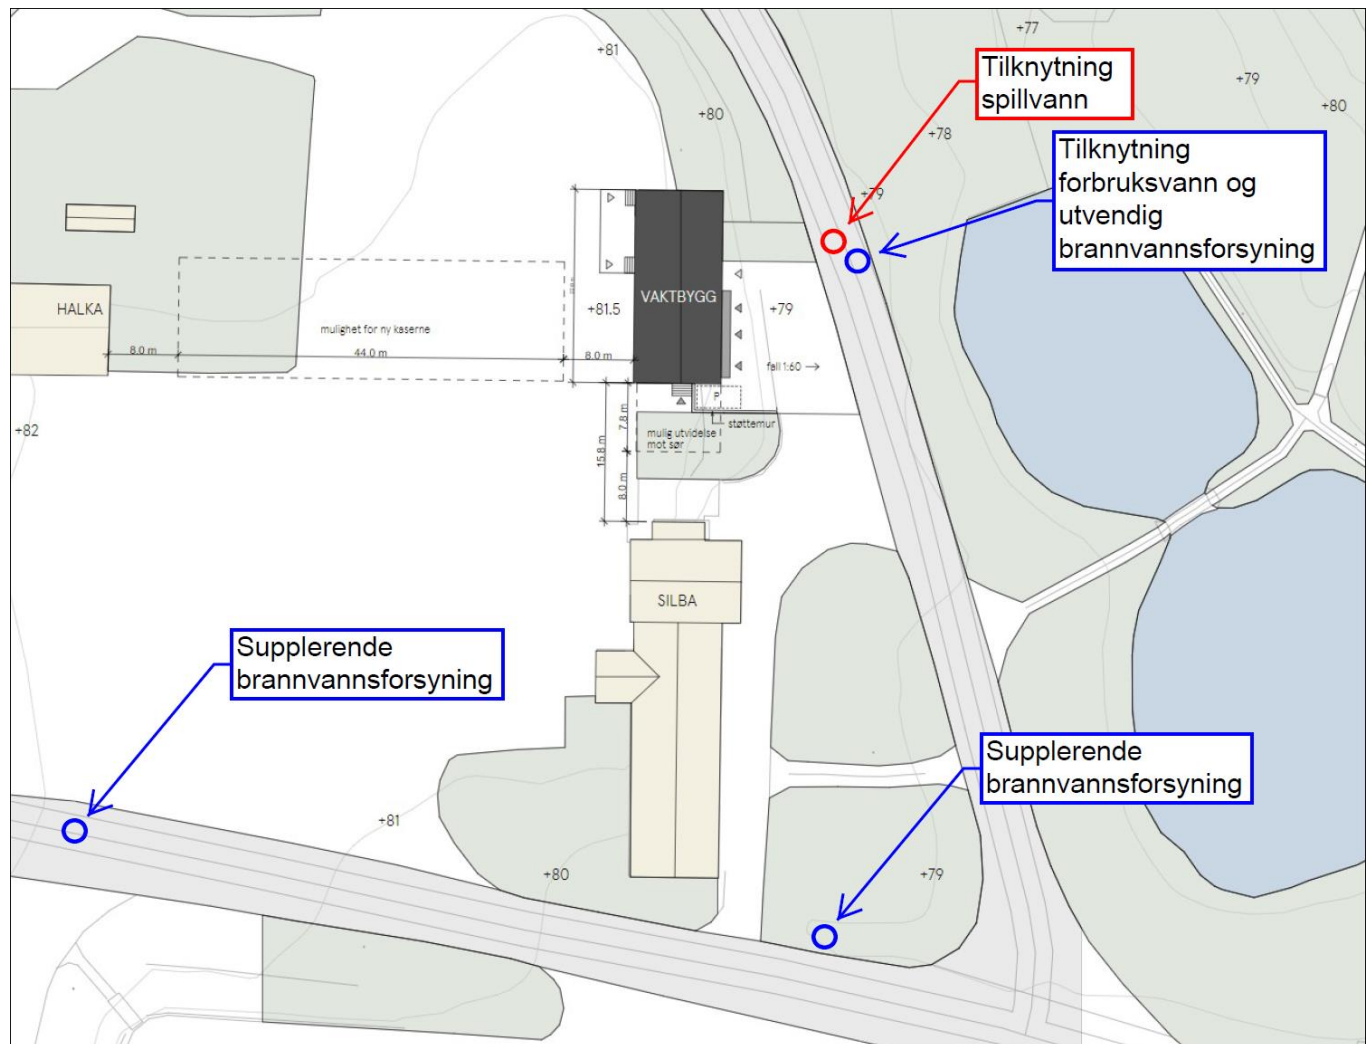 +77
+81
Tilknytning
spillvann
+79
+80
+80
+78
Tilknytning
forbruksvann og
utvendig
brannvannsforsyning
+79
VAKTBYGG
HALKA
+81.5
+79
mulighet for ny kaserne
8.0 m
44.0 m
8.0 m
fall 1:60
P
støttemur
7.8 m
mulig utvidelse
mot sør
+82
15.8 m
8.0 m
SILBA
Supplerende
brannvannsforsyning
Supplerende
brannvannsforsyning
+81
+80
+79